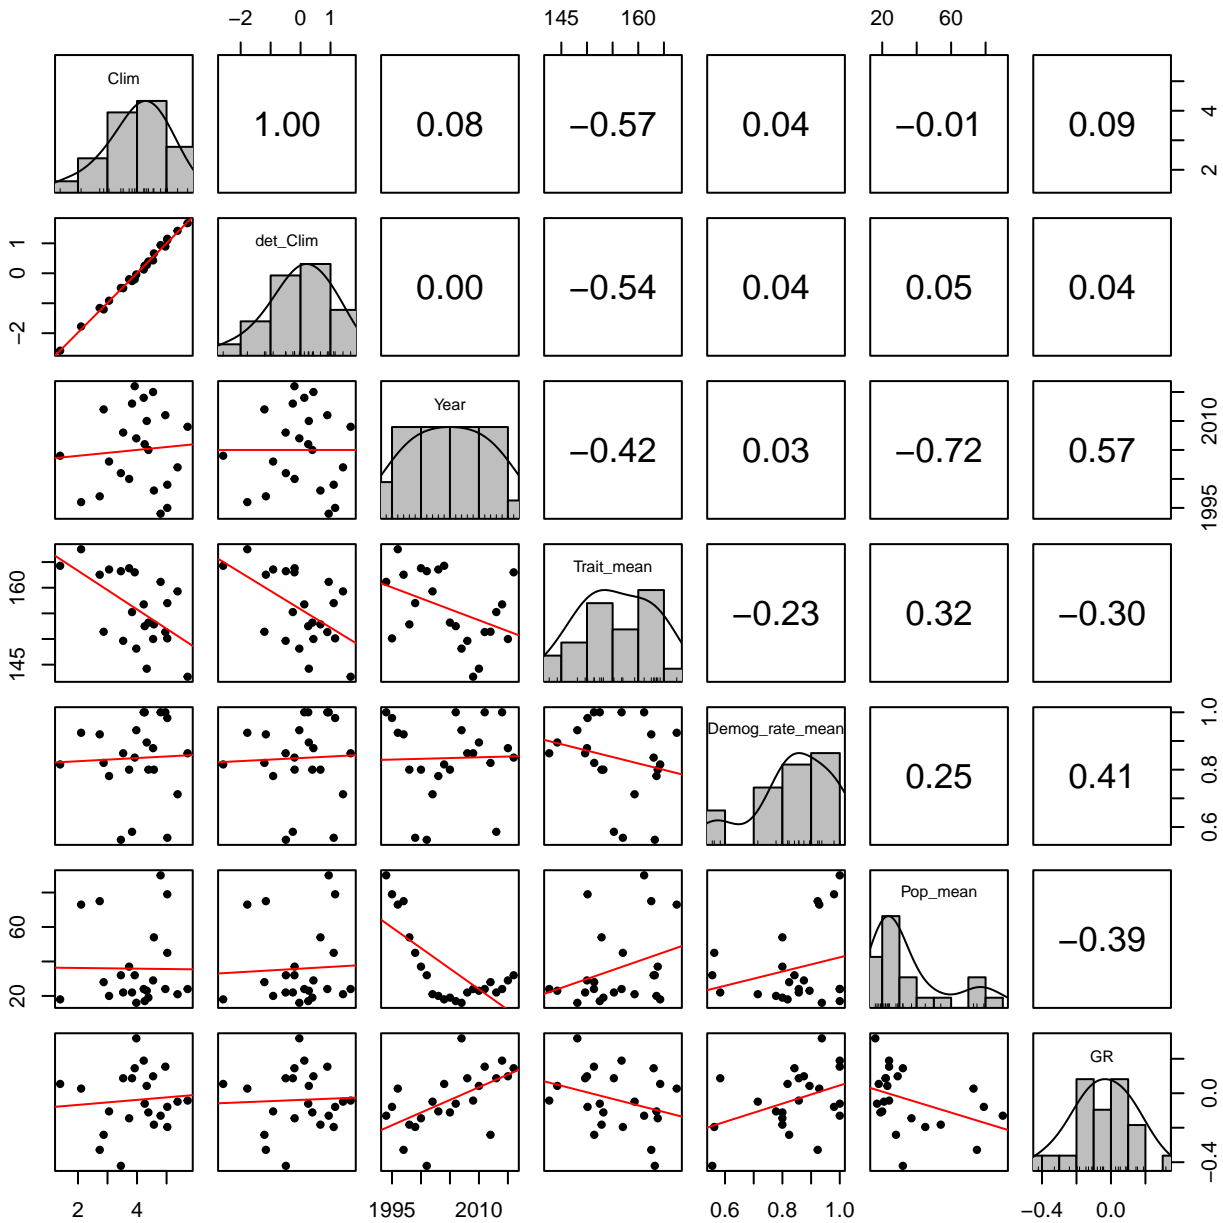 −2 0 1 145 160 20 60
Clim
1.00 0.08 −0.57 0.04 −0.01 0.09
2 4
det_Clim
0.00 −0.54 0.04 0.05 0.04
−2 0 1
Year
−0.42 0.03 −0.72 0.57
1995 2010
Trait_mean
−0.23 0.32 −0.30
145 160
Demog_rate_mean
0.25 0.41
0.6 0.8 1.0
Pop_mean
−0.39
20 60
GR
−0.4 0.0
2 4 1995 2010 0.6 0.8 1.0 −0.4 0.0